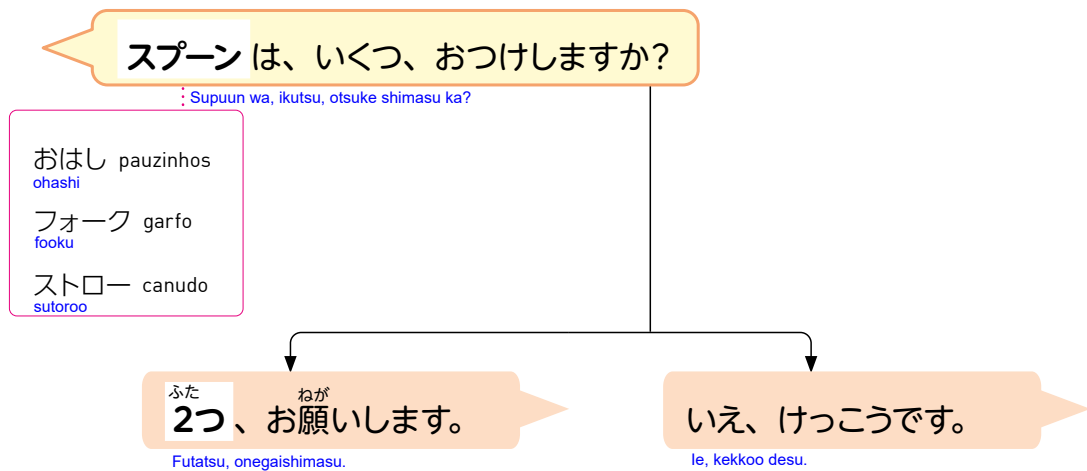 スプーンは、いくつ、おつけしますか?
Supuun wa, ikutsu, otsuke shimasu ka?
おはし pauzinhos
ohashi
フォーク garfo
fooku
ストロー canudo
sutoroo
ふた ねが
2つ、お願いします。
Futatsu, onegaishimasu.
いえ、けっこうです。
Ie, kekkoo desu.